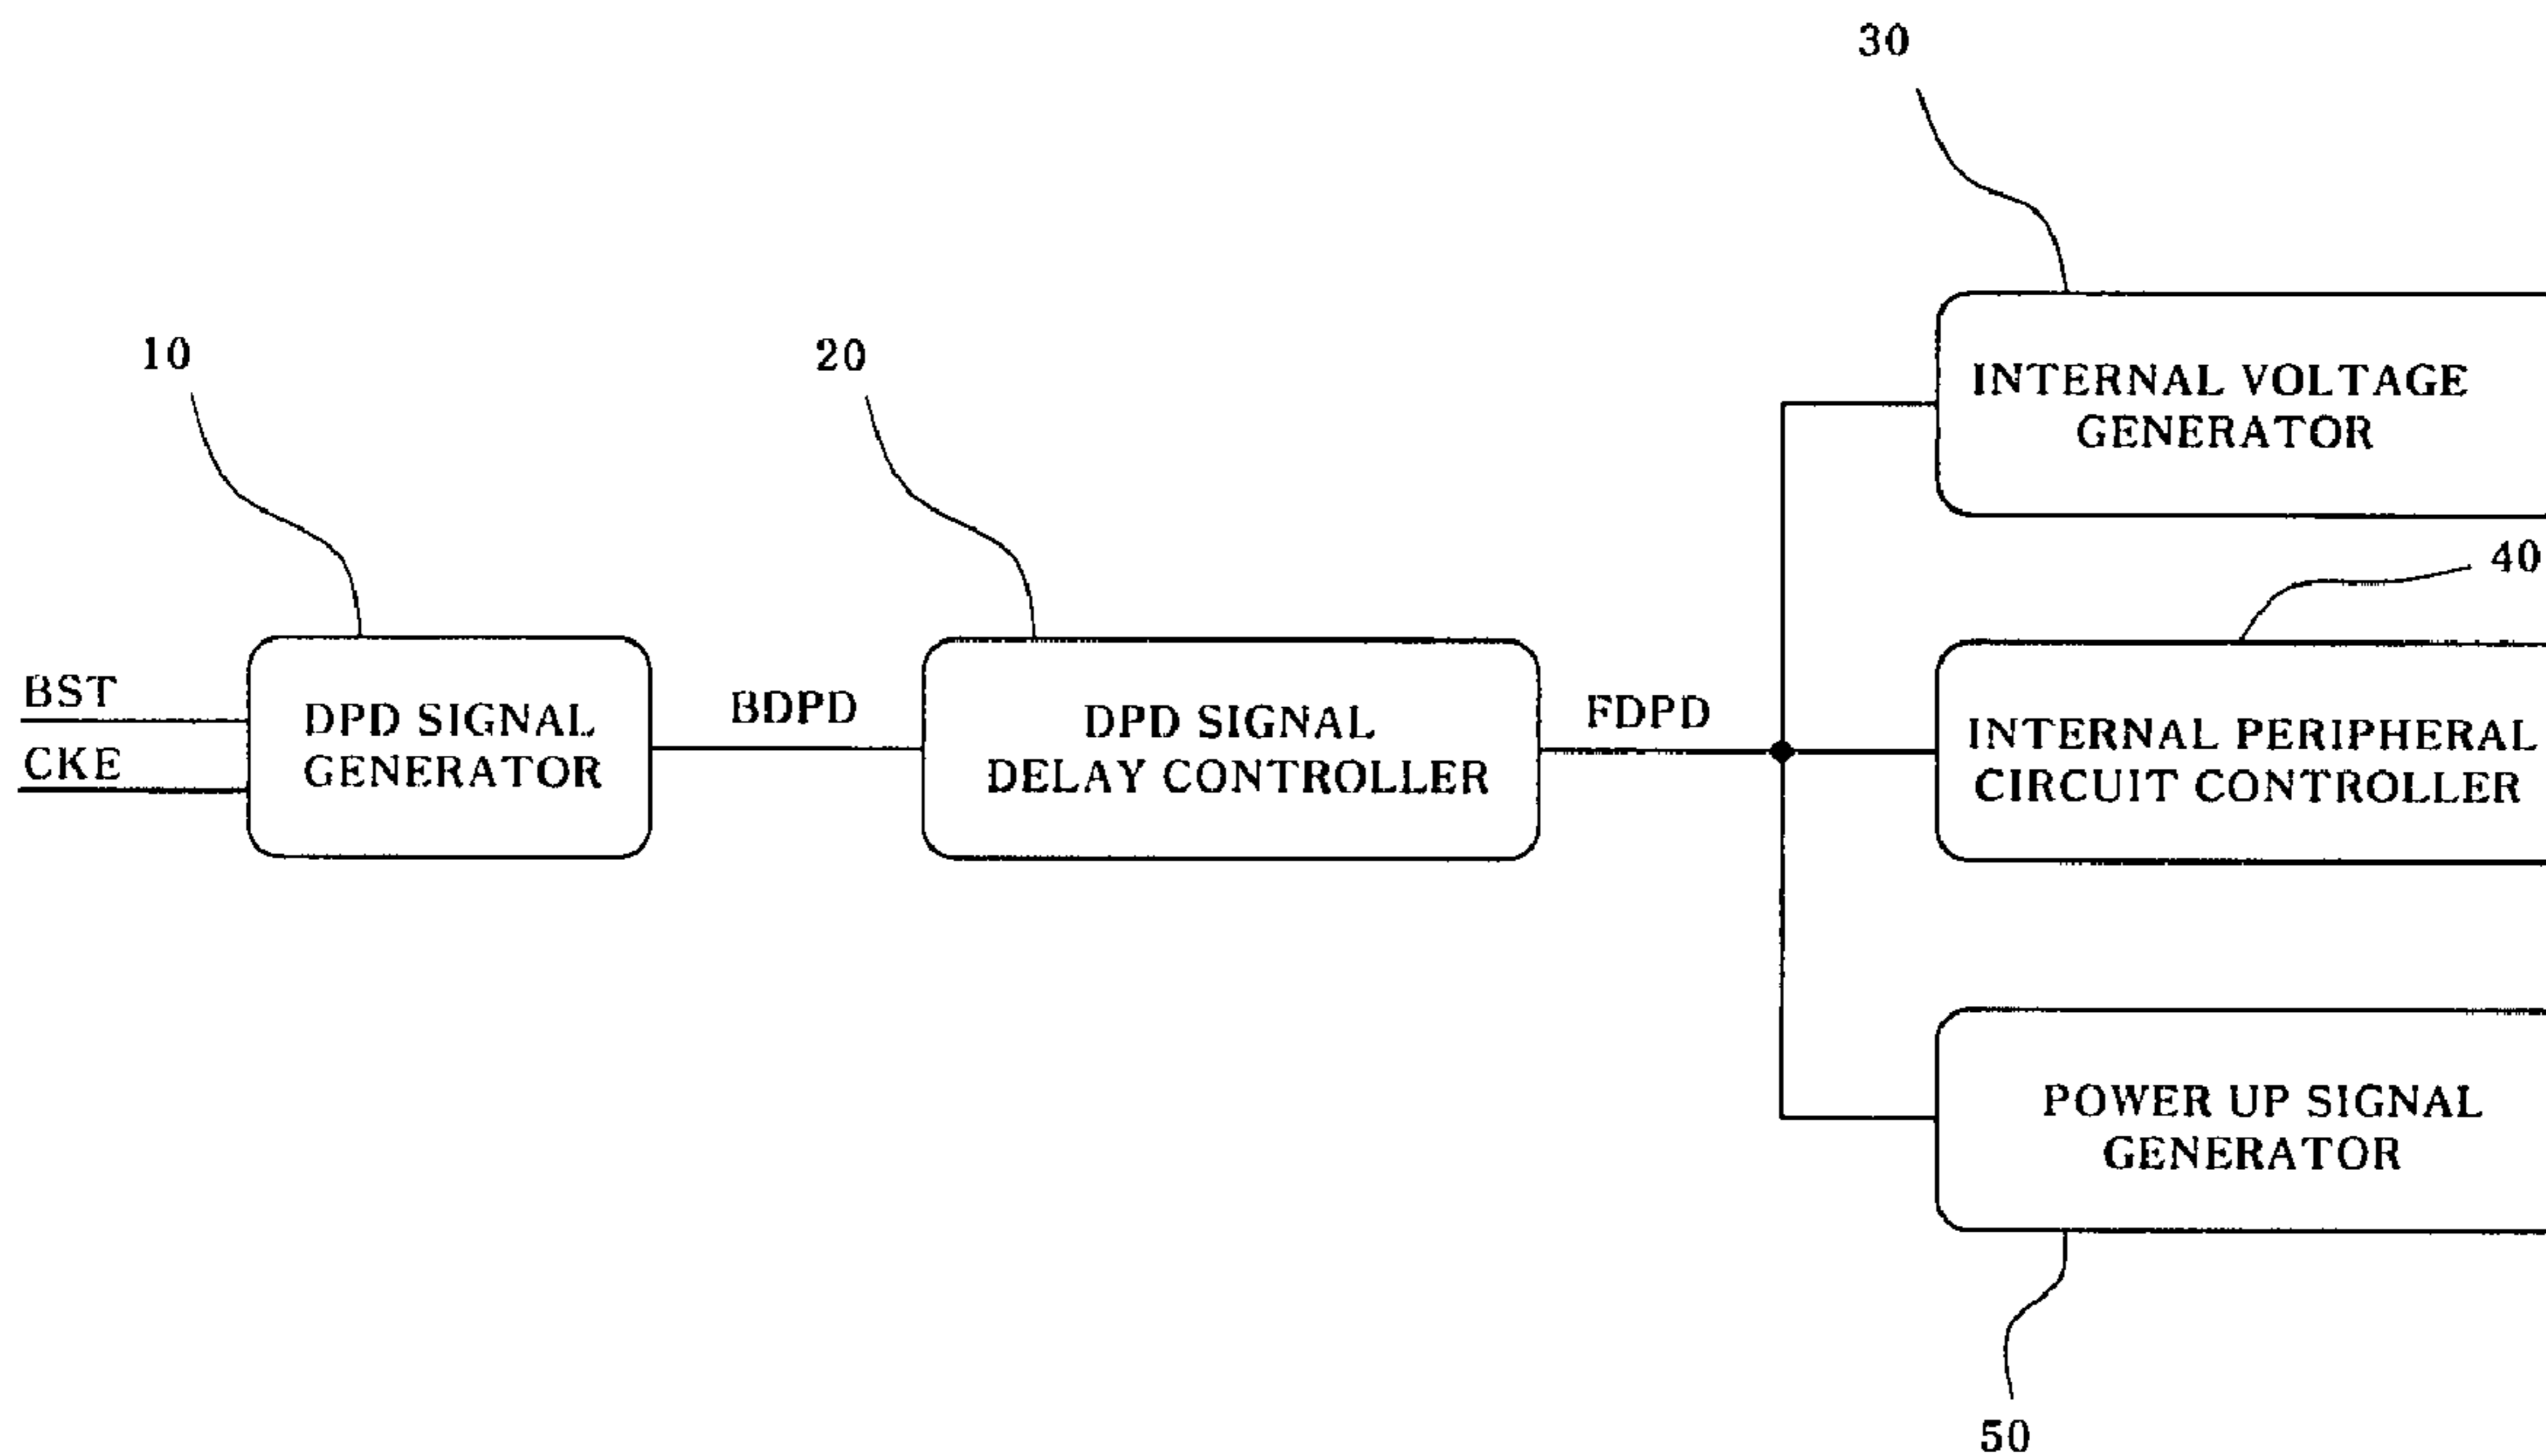 30
10
20
INTERNAL VOLTAGE
GENERATOR
40
BST
CKE
DPD SIGNAL
GENERATOR
BDPD
DPD SIGNAL
DELAY CONTROLLER
FDPD
INTERNAL PERIPHERAL
CIRCUIT CONTROLLER
POWER UP SIGNAL
GENERATOR
50